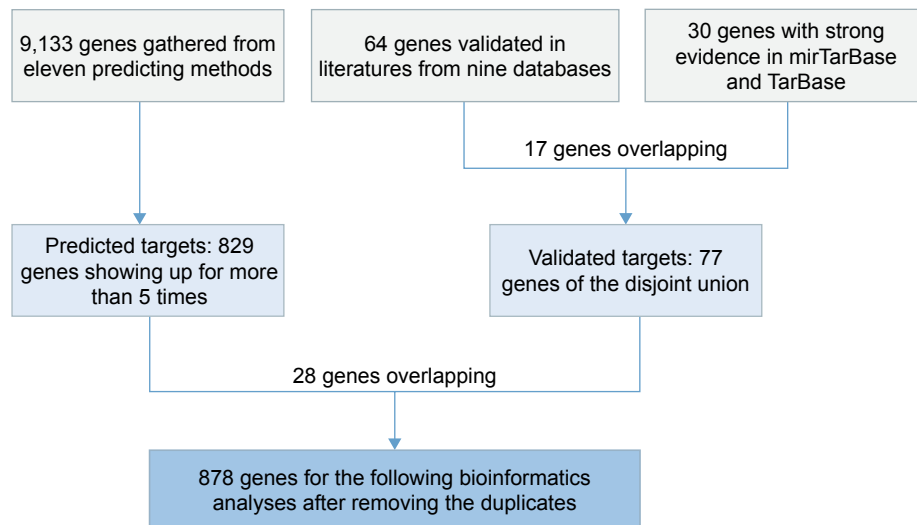 9,133 genes gathered from
eleven predicting methods
64 genes validated in
literatures from nine databases
30 genes with strong
evidence in mirTarBase
and TarBase
17 genes overlapping
Predicted targets: 829
genes showing up for more
than 5 times
Validated targets: 77
genes of the disjoint union
28 genes overlapping
878 genes for the following bioinformatics
analyses after removing the duplicates